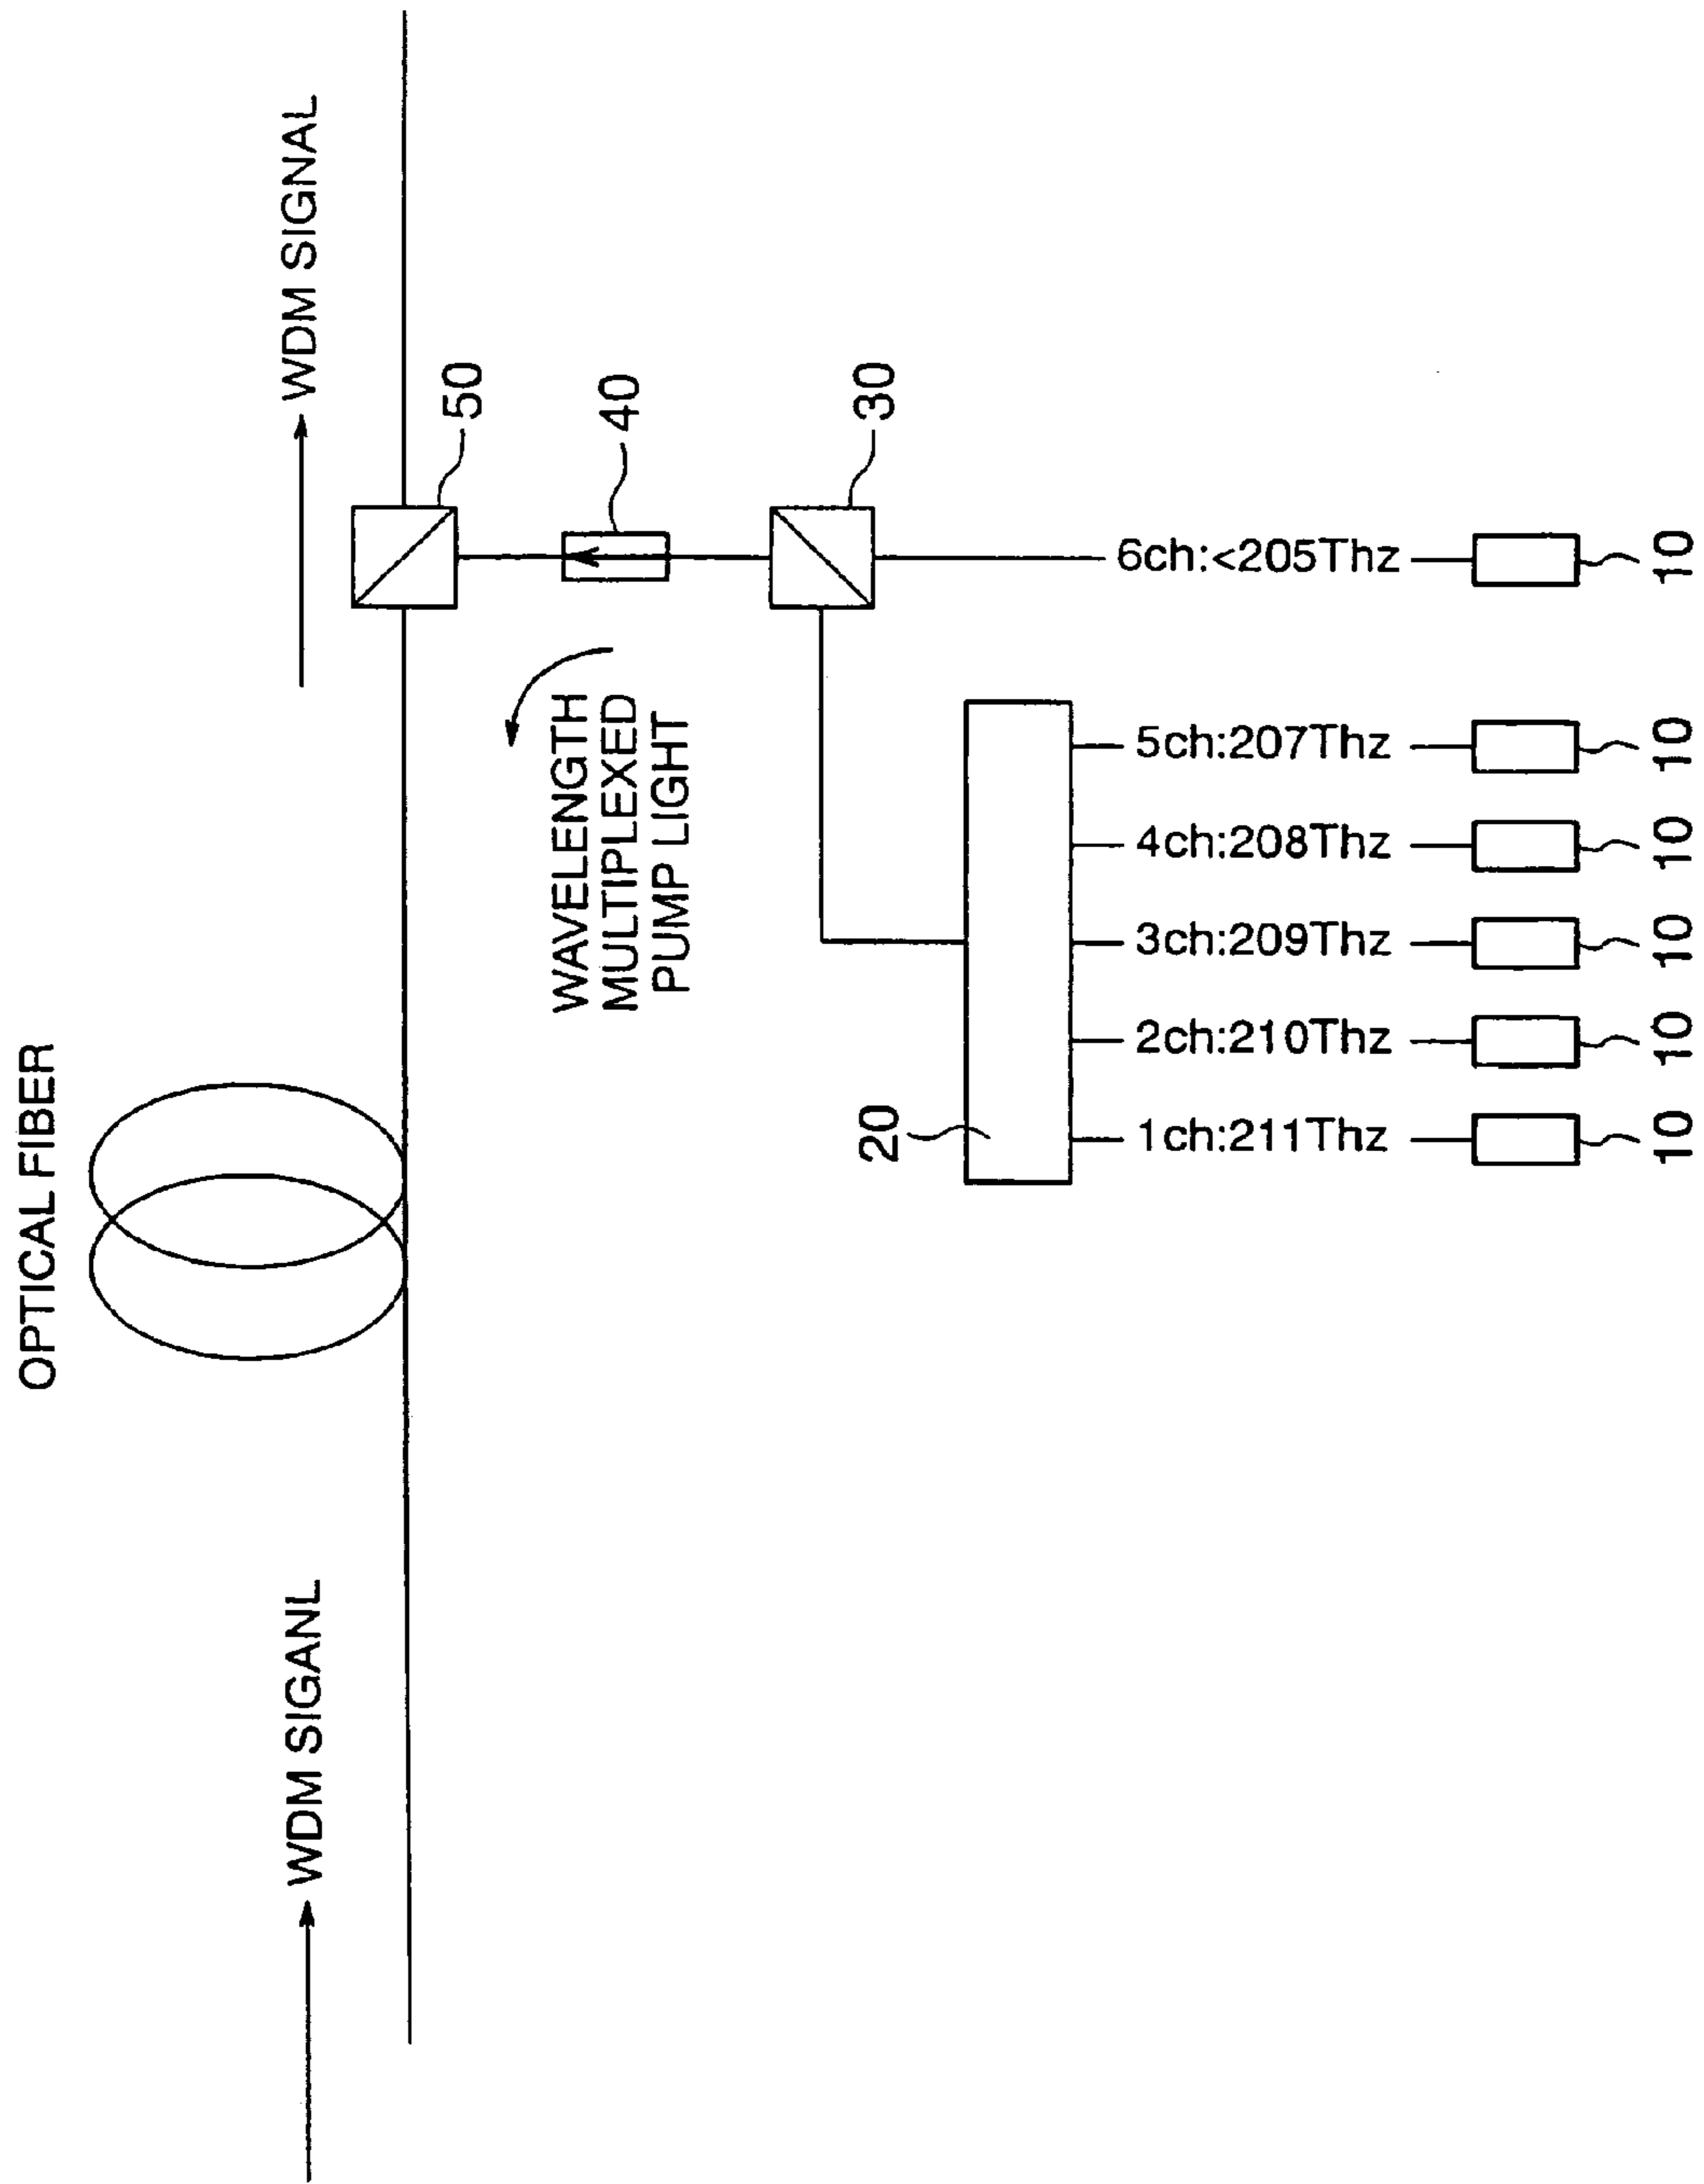 OPTICAL FIBER
WDM SIGANL
WDM SIGNAL
50
WAVELENGTH
MULTIPLEXED
PUMP LIGHT
40
30
20
1ch:211Thz
2ch:210Thz
3ch:209Thz
4ch:208Thz
5ch:207Thz
6ch:<205Thz
10
10
10
10
10
10